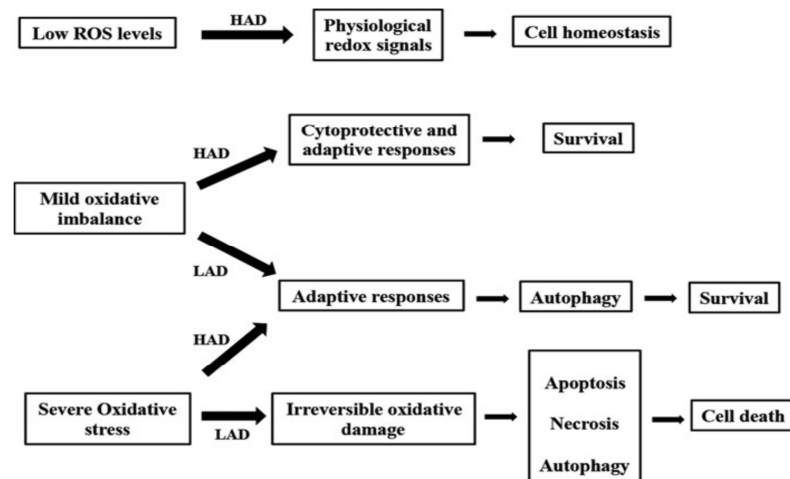 HAD
Low ROS levels
Physiological
redox signals
Cell homeostasis
HAD
Cytoprotective and
adaptive responses
Survival
Mild oxidative
imbalance
LAD
Adaptive responses
Autophagy
Survival
HAD
Severe Oxidative
stress
LAD
Irreversible oxidative
damage
Apoptosis
Necrosis
Autophagy
Cell death